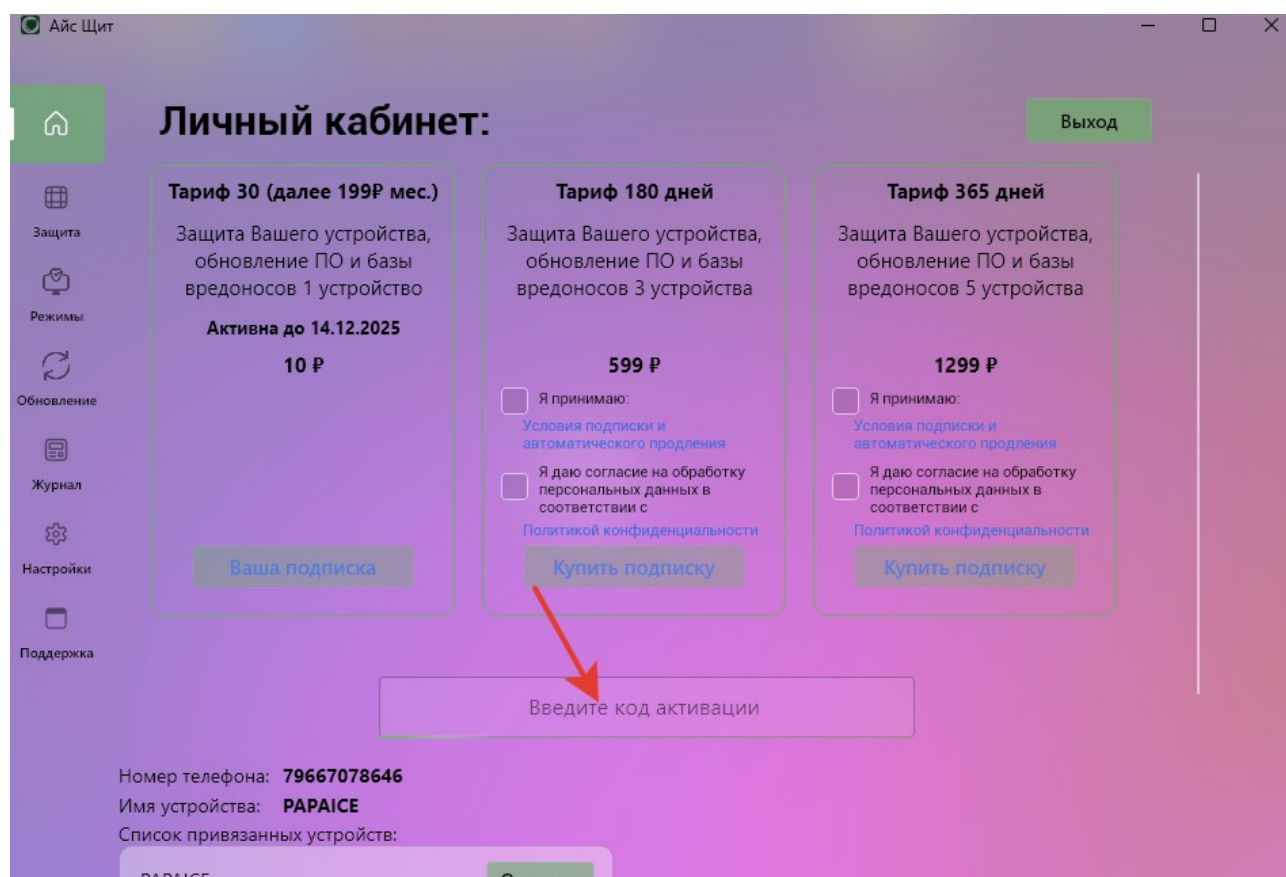 Айс Щит
Личный кабинет:
Выход
Защита
Режимы
Обновление
Журнал
Настройки
Поддержка
Тариф 30 (далее 199₽ мес.)
Защита Вашего устройства,
обновление ПО и базы
вредоносов 1 устройство
Активна до 14.12.2025
10 ₽
Ваша подписка
Тариф 180 дней
Защита Вашего устройства,
обновление ПО и базы
вредоносов 3 устройства
599 ₽
Я принимаю:
Условия подписки и
автоматического продления
Я даю согласие на обработку
персональных данных в
соответствии с
Политикой конфиденциальности
Купить подписку
Тариф 365 дней
Защита Вашего устройства,
обновление ПО и базы
вредоносов 5 устройства
1299 ₽
Я принимаю:
Условия подписки и
автоматического продления
Я даю согласие на обработку
персональных данных в
соответствии с
Политикой конфиденциальности
Купить подписку
Введите код активации
Номер телефона: 79667078646
Имя устройства: PAPAICE
Список привязанных устройств:
PAPAICE